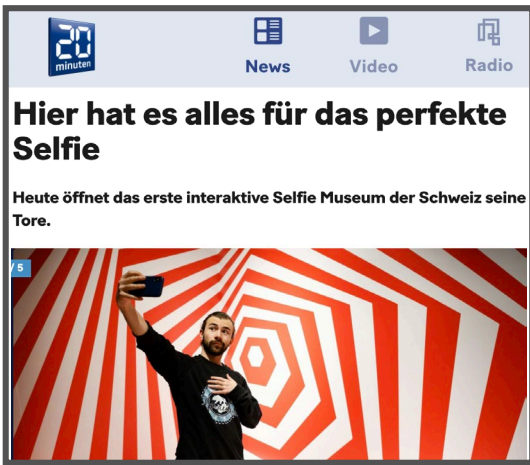 20
minuten
News
Video
Radio
Hier hat es alles für das perfekte
Selfie
Heute öffnet das erste interaktive Selfie Museum der Schweiz seine
Tore.
/ 5